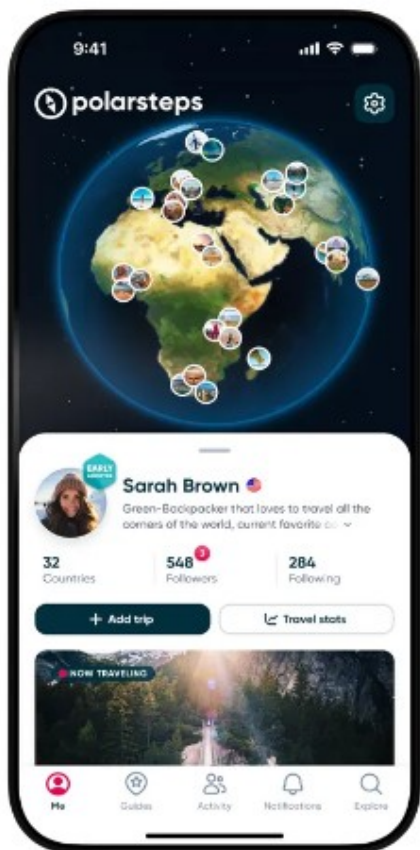 9:41
polarsteps
EARLY
Sarah Brown
Green-Backpacker that loves to travel all the
corners of the world, current favorite
32
Countries
548
3
Followers
284
Following
+ Add trip
Travel stats
NOW TRAVELING
Me
Guides
Activity
Notifications
Explore